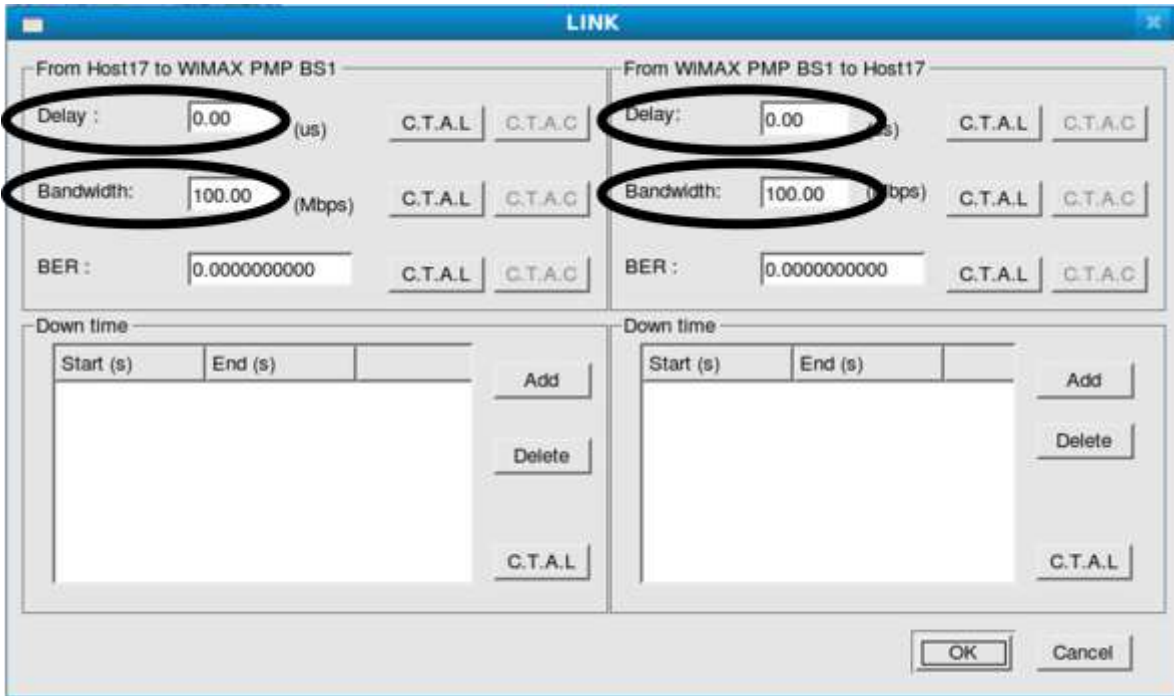 LINK
From Host17 to WiMAX PMP BS1
Delay : 0.00 (us) C.T.A.L C.T.A.C
Bandwidth: 100.00 (Mbps) C.T.A.L C.T.A.C
BER : 0.0000000000 C.T.A.L C.T.A.C
Down time
Start (s) End (s)
Add
Delete
C.T.A.L
From WiMAX PMP BS1 to Host17
Delay: 0.00 C.T.A.L C.T.A.C
Bandwidth: 100.00 C.T.A.L C.T.A.C
BER : 0.0000000000 C.T.A.L C.T.A.C
Down time
Start (s) End (s)
Add
Delete
C.T.A.L
OK Cancel